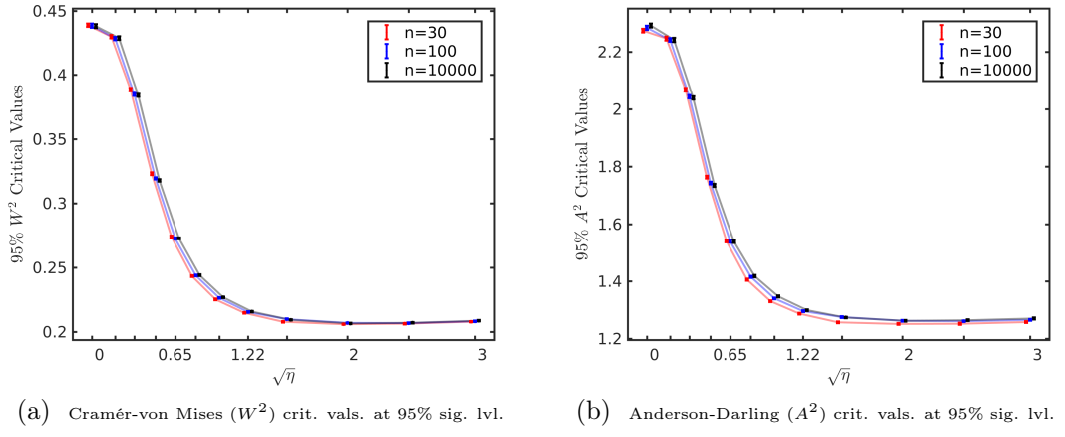 0.45
0.4
0.35
0.3
0.25
0.2
95% W² Critical Values
n=30
n=100
n=10000
0 0.65 1.22 2 3
√η
(a) Cramér-von Mises (W²) crit. vals. at 95% sig. lvl.
2.2
2
1.8
1.6
1.4
1.2
95% A² Critical Values
n=30
n=100
n=10000
0 0.65 1.22 2 3
√η
(b) Anderson-Darling (A²) crit. vals. at 95% sig. lvl.